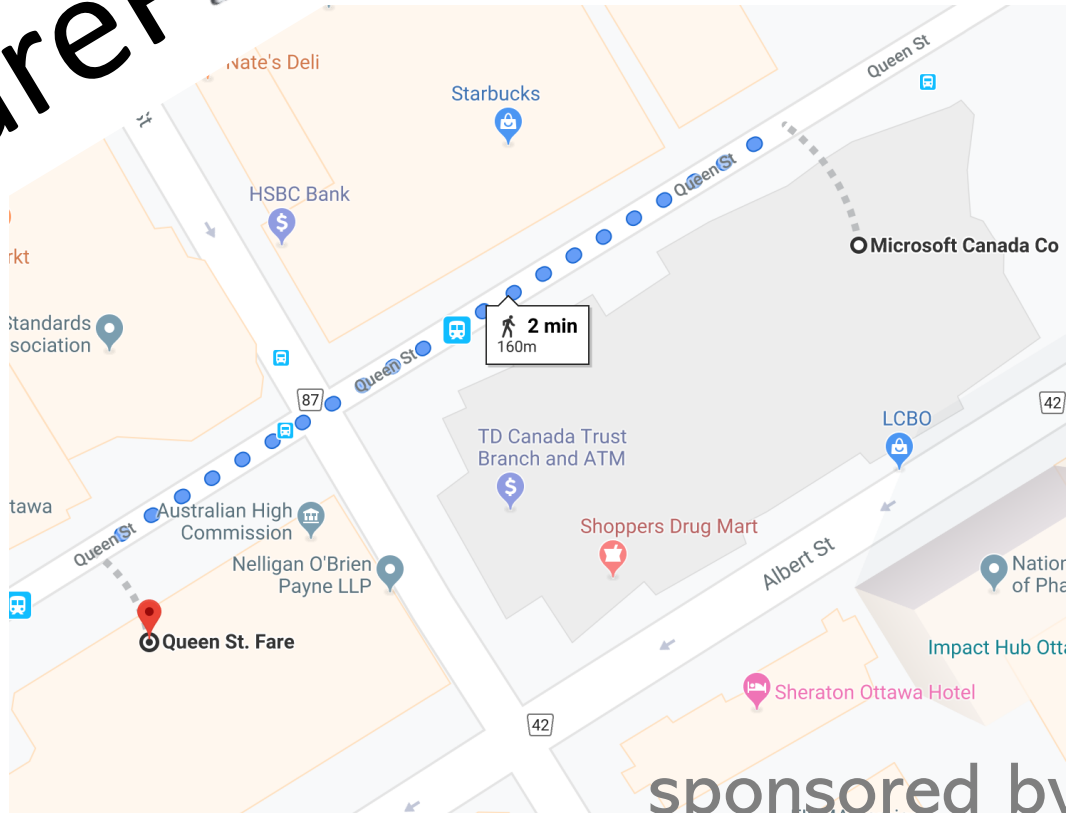 Nate's Deli
Queen St
Starbucks
St
HSBC Bank
Queen St
Microsoft Canada Co
rkt
Standards
sociation
2 min
160m
Queen St
87
42
LCBO
TD Canada Trust
Branch and ATM
tawa
Australian High
Commission
Shoppers Drug Mart
Queen St
Nelligan O'Brien
Payne LLP
Albert St
Nation
of Pha
Queen St. Fare
Impact Hub Otta
Sheraton Ottawa Hotel
42
sponsored by